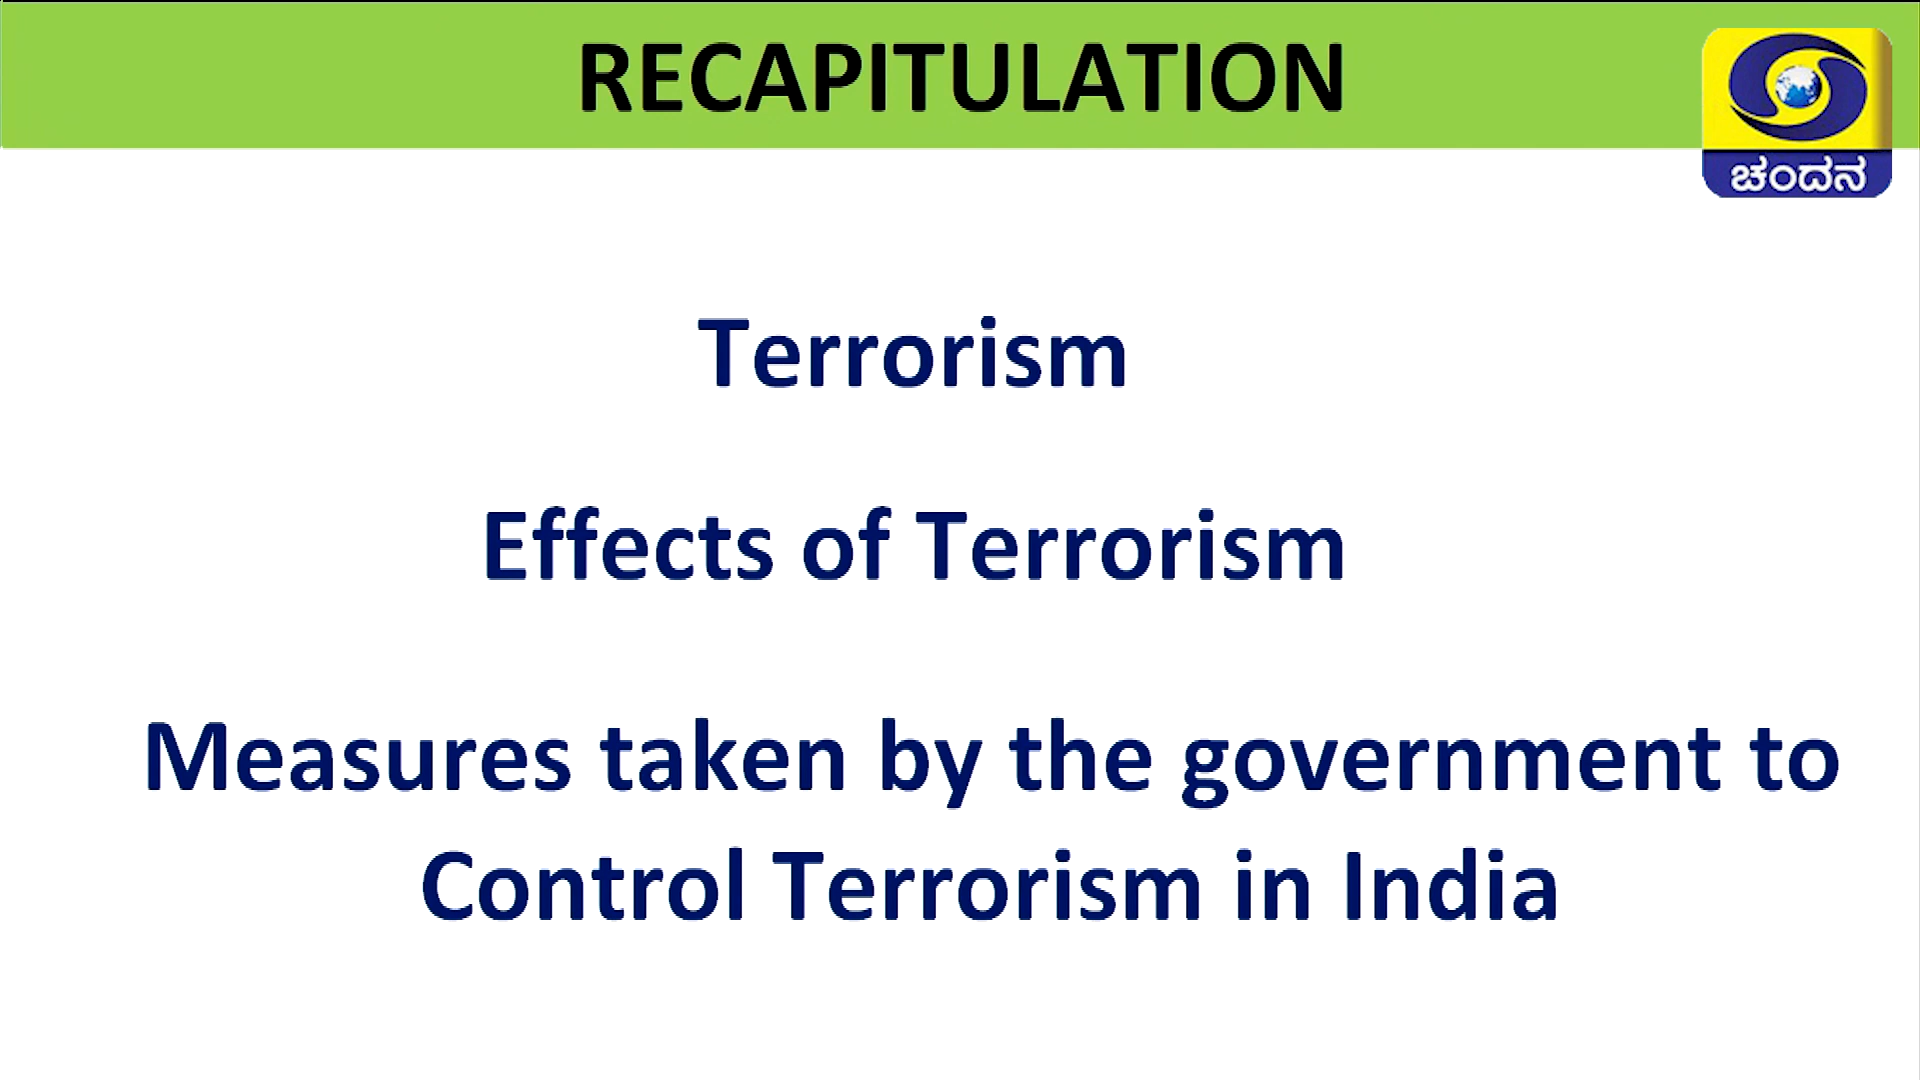 RECAPITULATION
ಚಂದನ
Terrorism
Effects of Terrorism
Measures taken by the government to
Control Terrorism in India